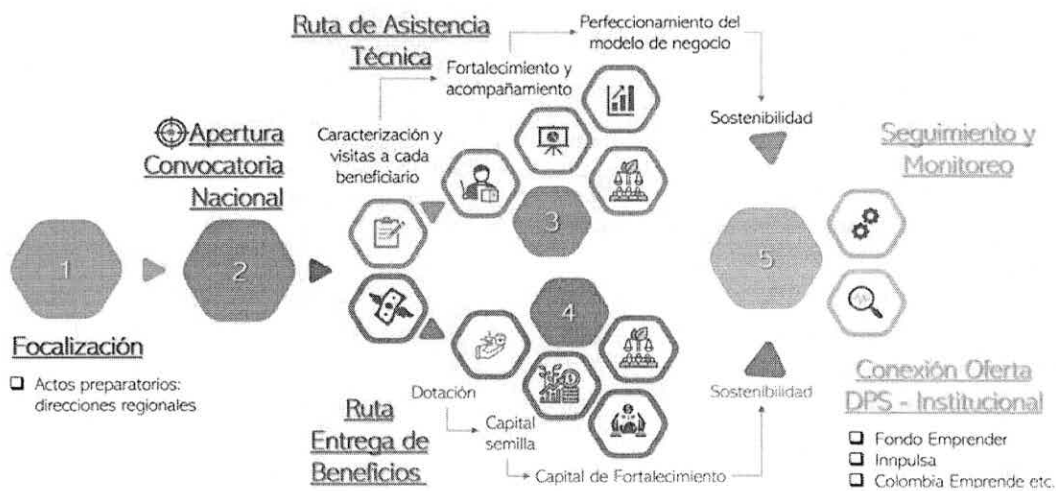 Ruta de Asistencia
Técnica
Perfeccionamiento del
modelo de negocio
Fortalecimiento y
acompañamiento
Caracterización y
visitas a cada
beneficiario
Sostenibilidad
Apertura
Convocatoria
Nacional
Seguimiento y
Monitoreo
1
2
3
4
5
Focalización
Actos preparatorios:
direcciones regionales
Ruta
Entrega de
Beneficios
Dotación
Capital
semilla
Capital de Fortalecimiento
Sostenibilidad
Conexión Oferta
DPS - Institucional
Fondo Emprender
Innpulsa
Colombia Emprende etc.